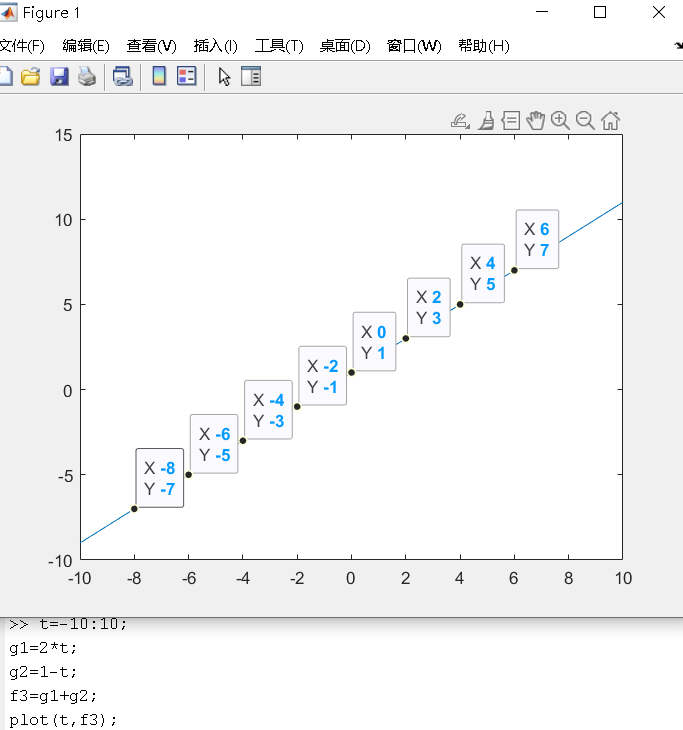 Figure 1
文件(F) 编辑(E) 查看(V) 插入(I) 工具(T) 桌面(D) 窗口(W) 帮助(H)
15
10
5
0
-5
-10
X -8
Y -7
X -6
Y -5
X -4
Y -3
X -2
Y -1
X 0
Y 1
X 2
Y 3
X 4
Y 5
X 6
Y 7
-10 -8 -6 -4 -2 0 2 4 6 8 10
>> t=-10:10;
g1=2*t;
g2=1-t;
f3=g1+g2;
plot(t,f3);